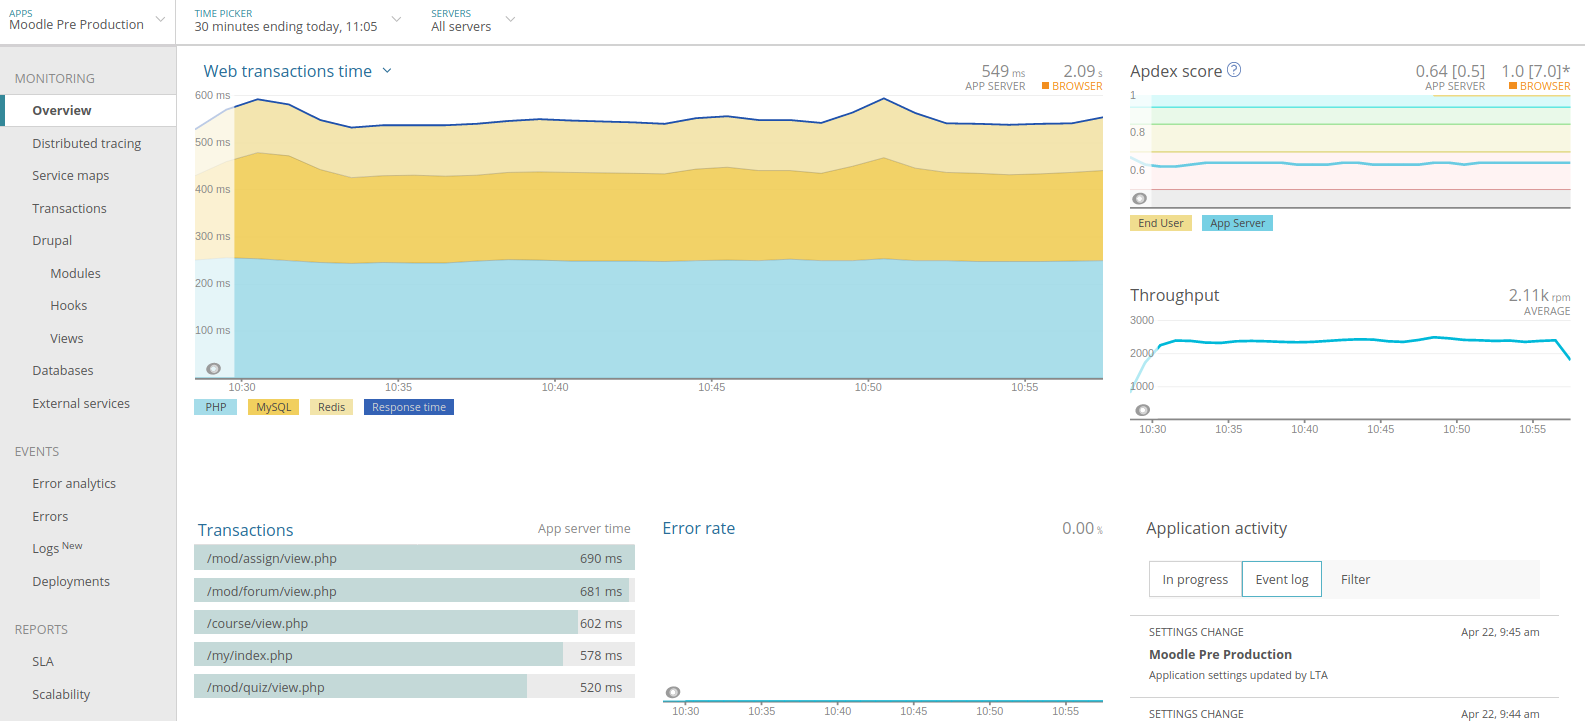 APPS
Moodle Pre Production
TIME PICKER
30 minutes ending today, 11:05
SERVERS
All servers
MONITORING
Overview
Distributed tracing
Service maps
Transactions
Drupal
Modules
Hooks
Views
Databases
External services
EVENTS
Error analytics
Errors
Logs New
Deployments
REPORTS
SLA
Scalability
Web transactions time
549 ms
APP SERVER
2.09 s
BROWSER
600 ms
500 ms
400 ms
300 ms
200 ms
100 ms
10:30 10:35 10:40 10:45 10:50 10:55
PHP MySQL Redis Response time
Apdex score ?
0.64 [0.5]
APP SERVER
1.0 [7.0]*
BROWSER
1
0.8
0.6
End User App Server
Throughput
2.11k rpm
AVERAGE
3000
2000
1000
10:30 10:35 10:40 10:45 10:50 10:55
Transactions App server time
/mod/assign/view.php 690 ms
/mod/forum/view.php 681 ms
/course/view.php 602 ms
/my/index.php 578 ms
/mod/quiz/view.php 520 ms
Error rate 0.00 %
10:30 10:35 10:40 10:45 10:50 10:55
Application activity
In progress Event log Filter
SETTINGS CHANGE Apr 22, 9:45 am
Moodle Pre Production
Application settings updated by LTA
SETTINGS CHANGE Apr 22, 9:44 am